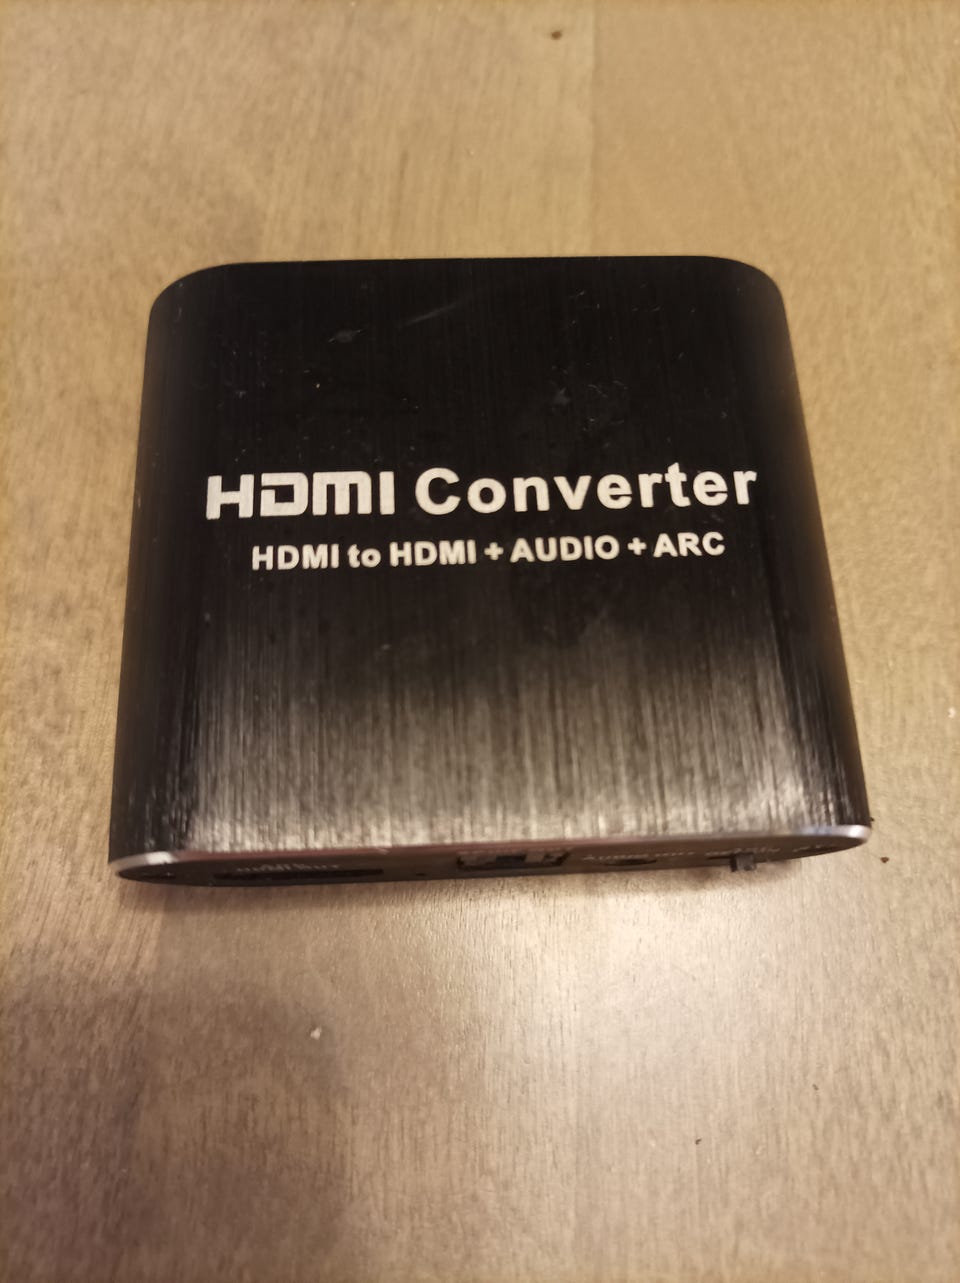 HDMI Converter
HDMI to HDMI + AUDIO + ARC